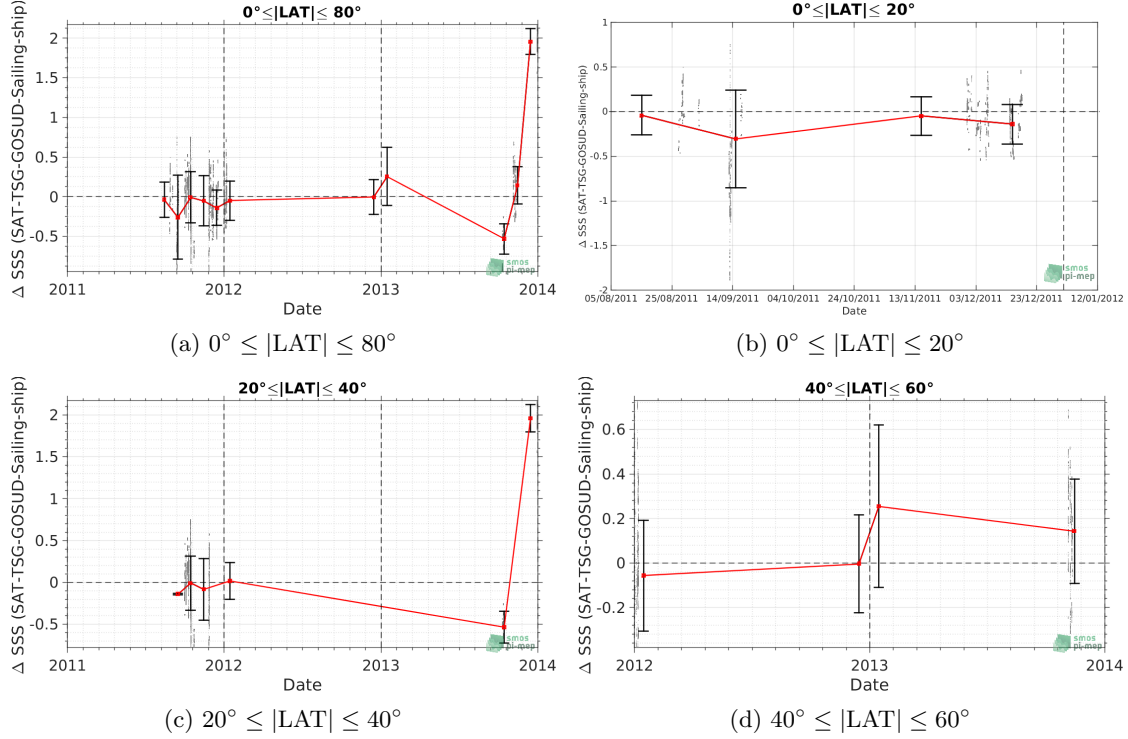 0°≤|LAT|≤ 80°
Δ SSS (SAT-TSG-GOSUD-Sailing-ship)
2
1.5
1
0.5
0
-0.5
2011 2012 2013 2014
Date
smos
pi-mep
(a) 0° ≤ |LAT| ≤ 80°
0°≤|LAT|≤ 20°
Δ SSS (SAT-TSG-GOSUD-Sailing-ship)
1
0.5
0
-0.5
-1
-1.5
-2
05/08/2011 25/08/2011 14/09/2011 04/10/2011 24/10/2011 13/11/2011 03/12/2011 23/12/2011 12/01/2012
Date
smos
pi-mep
(b) 0° ≤ |LAT| ≤ 20°
20°≤|LAT|≤ 40°
Δ SSS (SAT-TSG-GOSUD-Sailing-ship)
2
1.5
1
0.5
0
-0.5
2011 2012 2013 2014
Date
smos
pi-mep
(c) 20° ≤ |LAT| ≤ 40°
40°≤|LAT|≤ 60°
Δ SSS (SAT-TSG-GOSUD-Sailing-ship)
0.6
0.4
0.2
0
-0.2
2012 2013 2014
Date
smos
pi-mep
(d) 40° ≤ |LAT| ≤ 60°